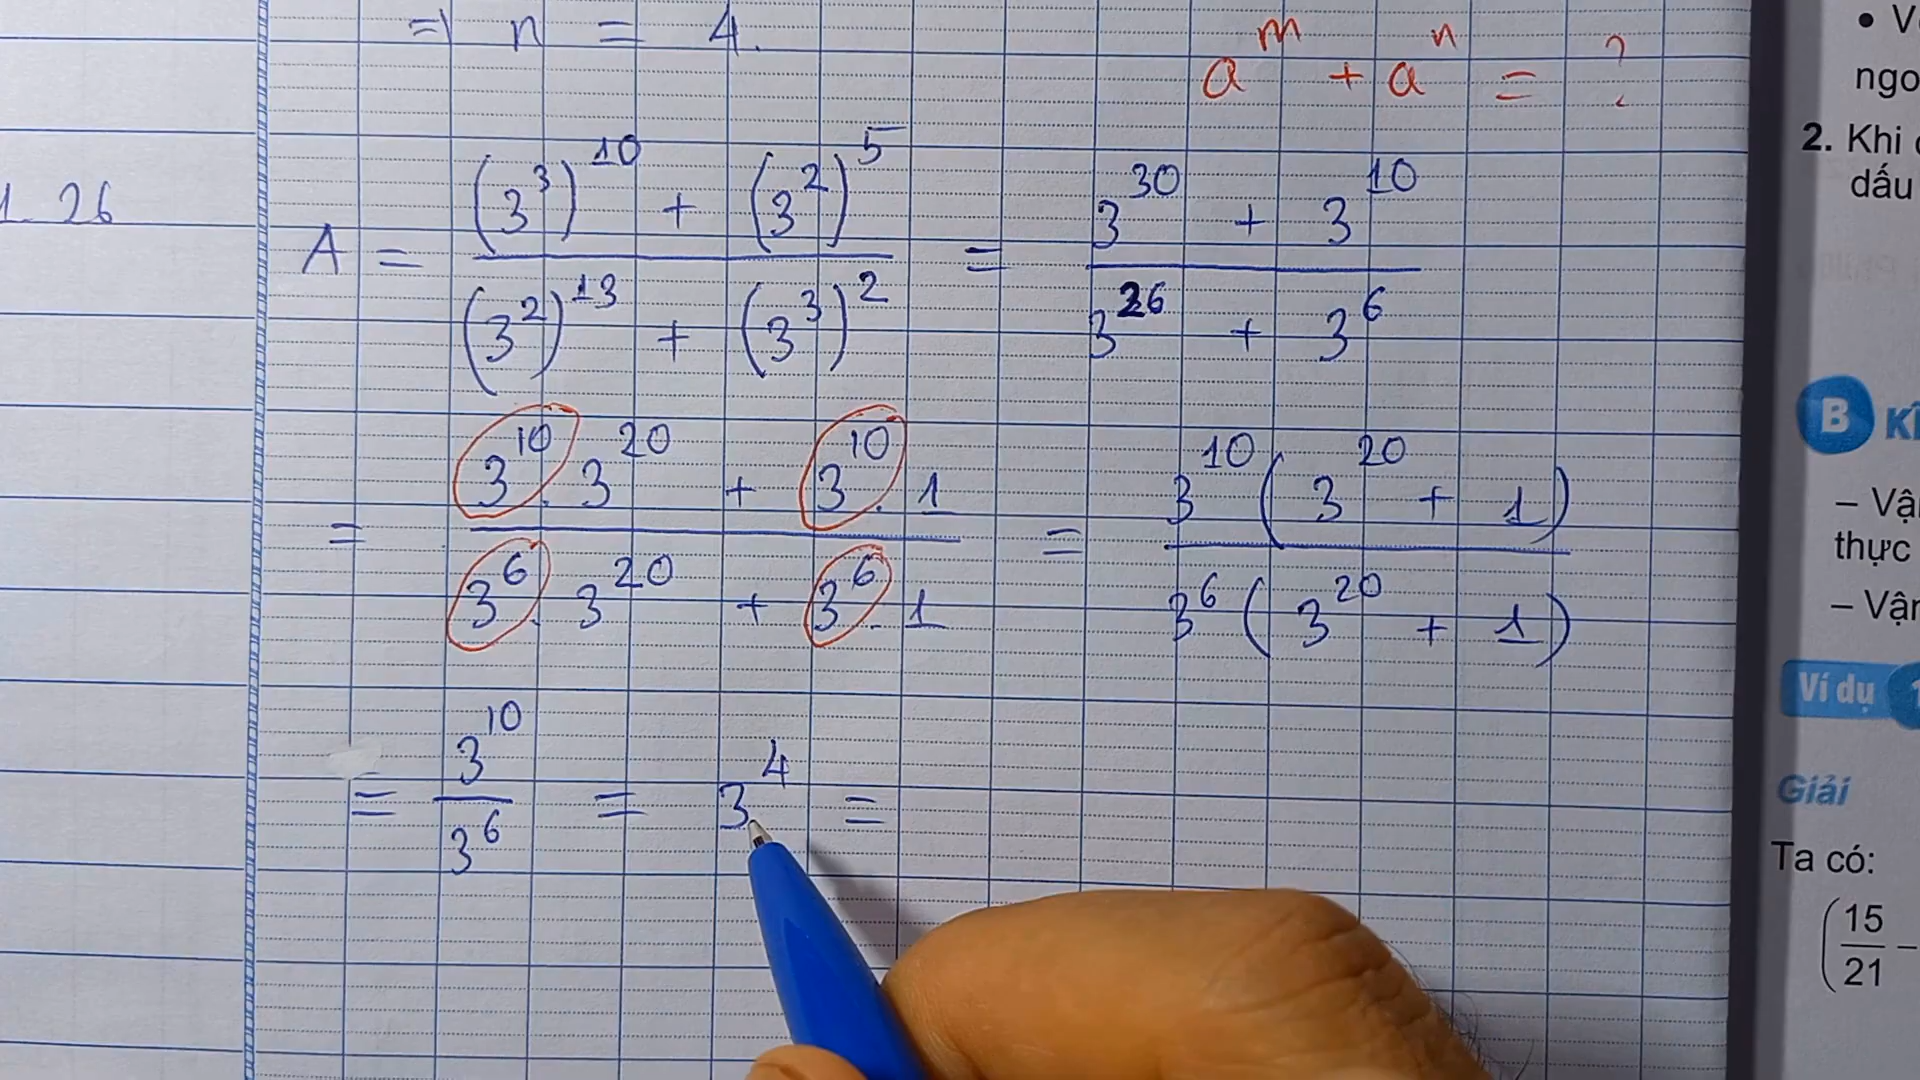 => n = 4.
a^m + a^n = ?
1.26
A = ((3^3)^10 + (3^2)^5) / ((3^2)^13 + (3^3)^2) = (3^30 + 3^10) / (3^26 + 3^6)
= (3^10 . 3^20 + 3^10 . 1) / (3^6 . 3^20 + 3^6 . 1) = 3^10 (3^20 + 1) / 3^6 (3^20 + 1)
= 3^10 / 3^6 = 3^4 =
•
ngo
2. Khi
dấu
B
– Vậ
thực
– Vận
Ví dụ 1
Giải
Ta có:
(15/21 –